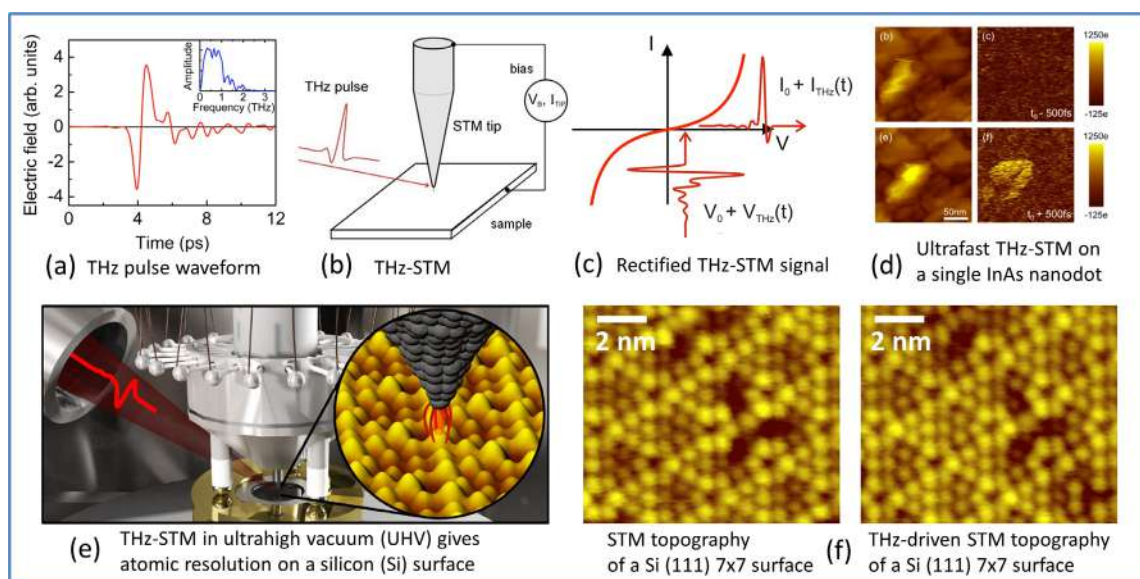 Electric field (arb. units)
4
2
0
-2
-4
Amplitude
0 1 2 3
Frequency (THz)
0 4 8 12
Time (ps)
(a) THz pulse waveform
THz pulse
STM tip
bias
sample
(b) THz-STM
I
I₀ + I_THz(t)
V
V₀ + V_THz(t)
(c) Rectified THz-STM signal
(b)
(c)
t₀ - 500fs
1250e
-125e
(e)
50nm
(f)
t₀ + 500fs
1250e
-125e
(d) Ultrafast THz-STM on
a single InAs nanodot
(e) THz-STM in ultrahigh vacuum (UHV) gives
atomic resolution on a silicon (Si) surface
2 nm
2 nm
STM topography
of a Si (111) 7x7 surface
(f)
THz-driven STM topography
of a Si (111) 7x7 surface